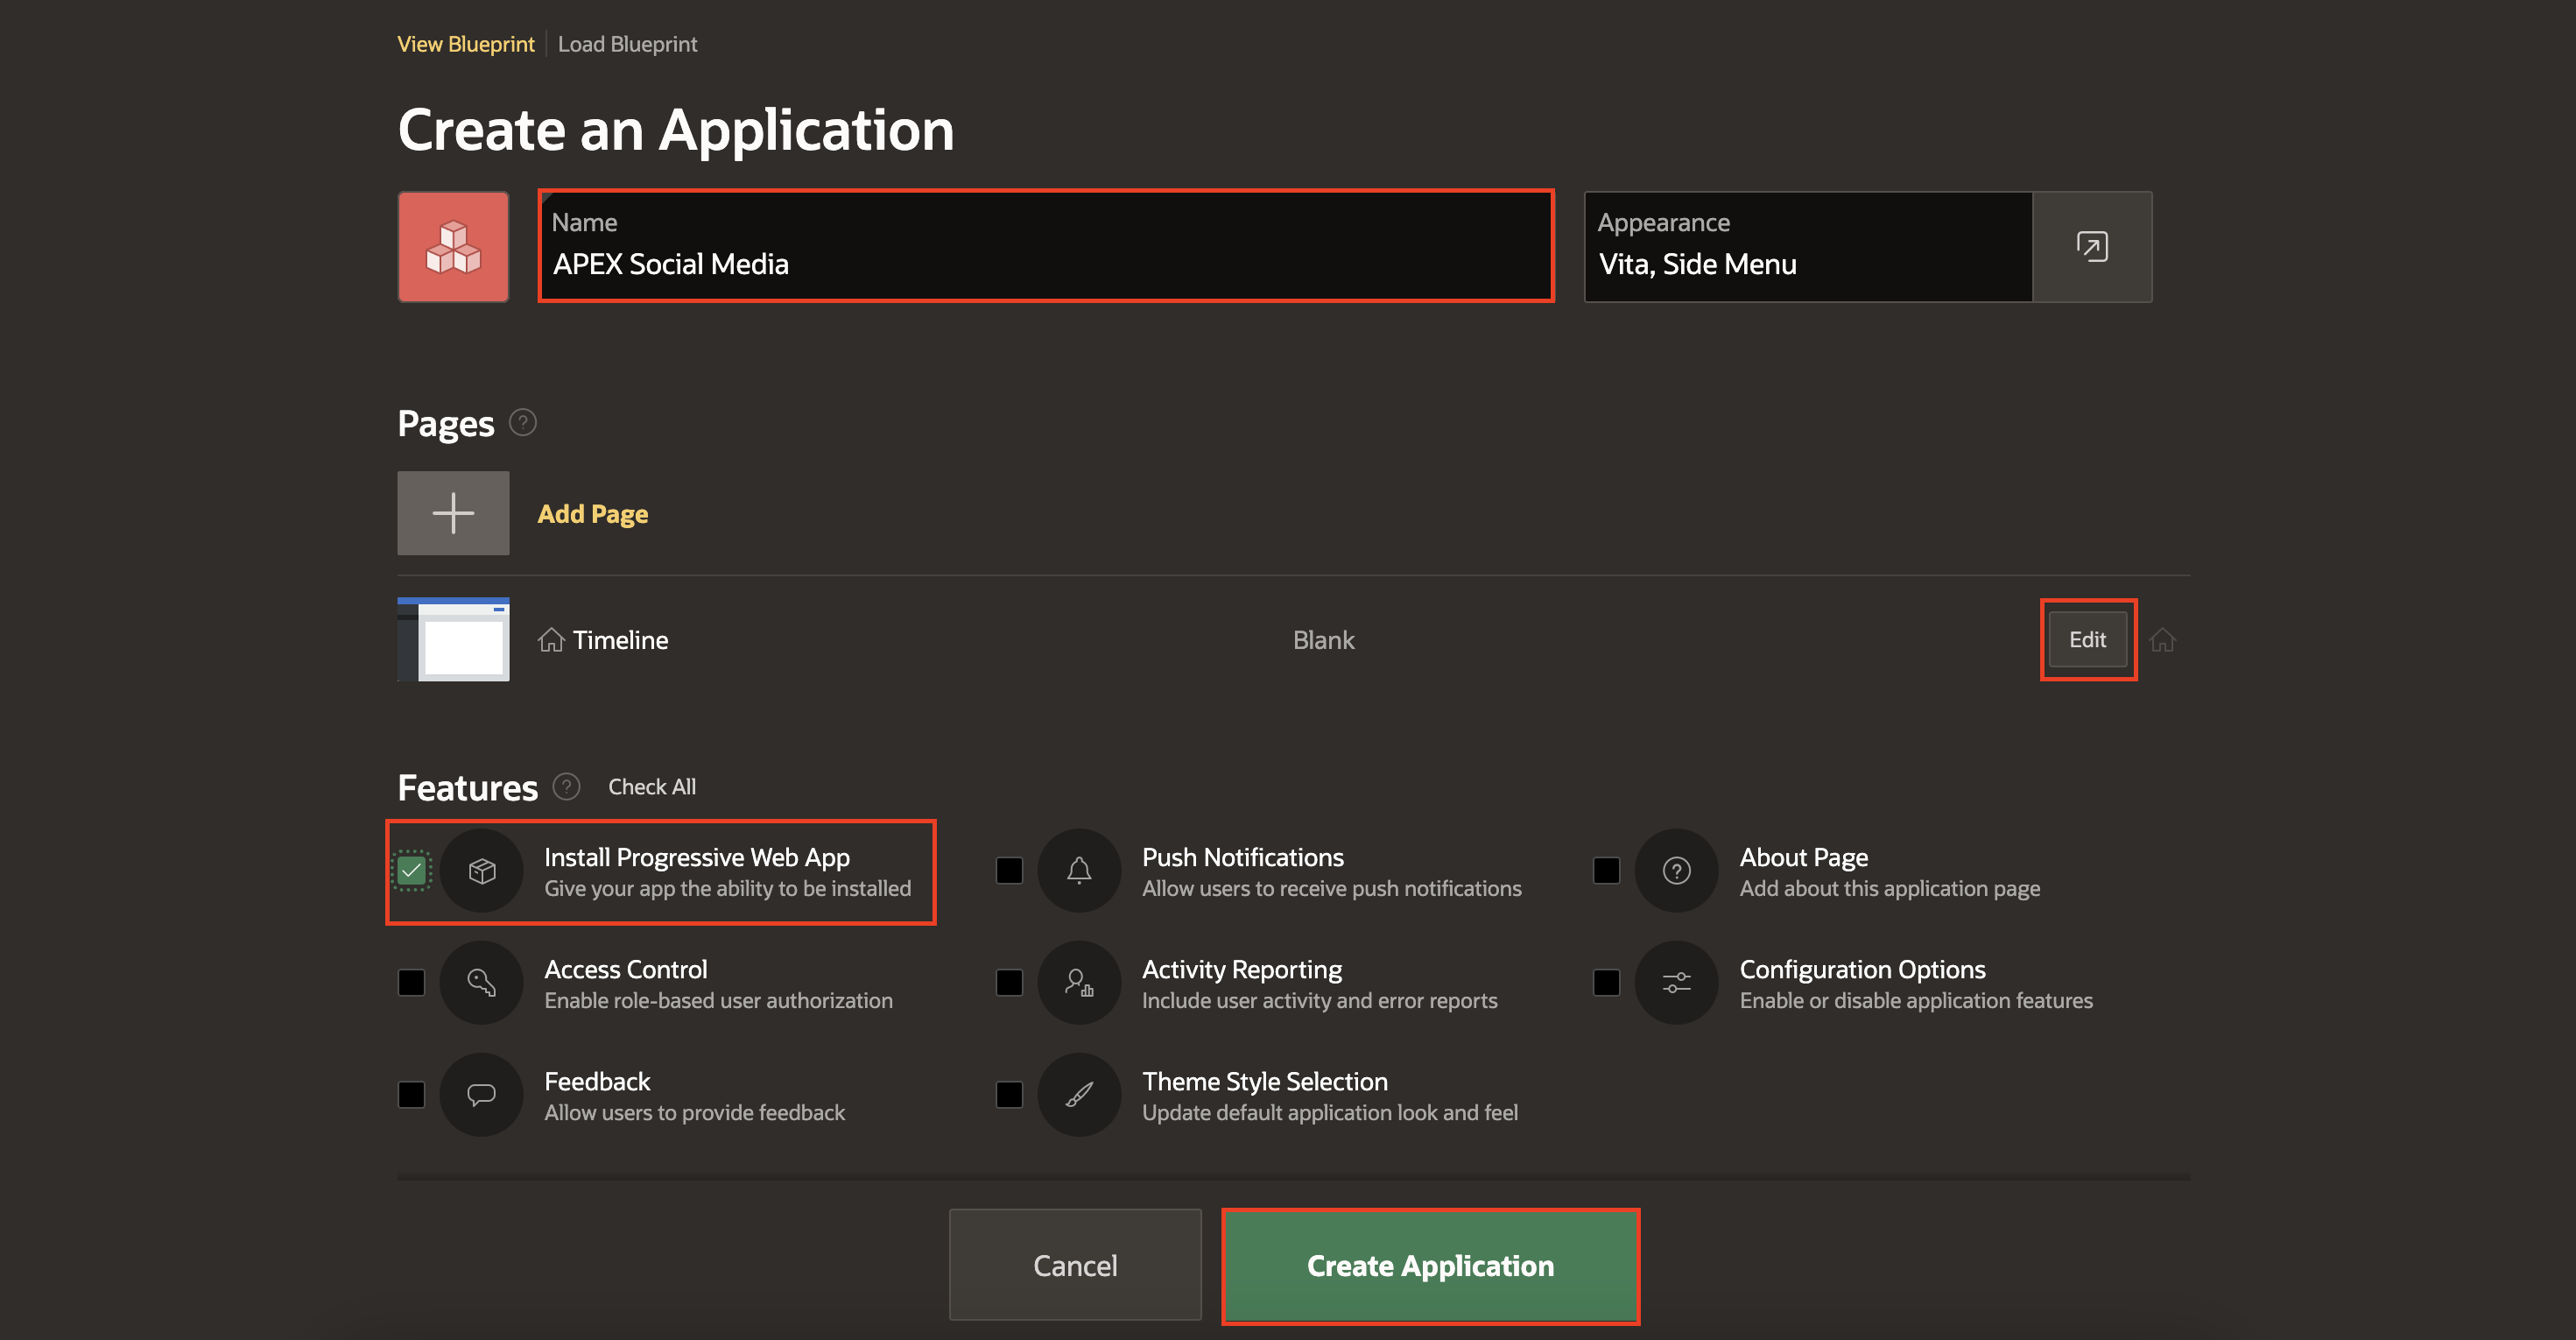 View Blueprint Load Blueprint
Create an Application
Name
APEX Social Media
Appearance
Vita, Side Menu
Pages ?
Add Page
Timeline Blank Edit
Features ? Check All
Install Progressive Web App
Give your app the ability to be installed
Push Notifications
Allow users to receive push notifications
? About Page
Add about this application page
Access Control
Enable role-based user authorization
Activity Reporting
Include user activity and error reports
Configuration Options
Enable or disable application features
Feedback
Allow users to provide feedback
Theme Style Selection
Update default application look and feel
Cancel Create Application